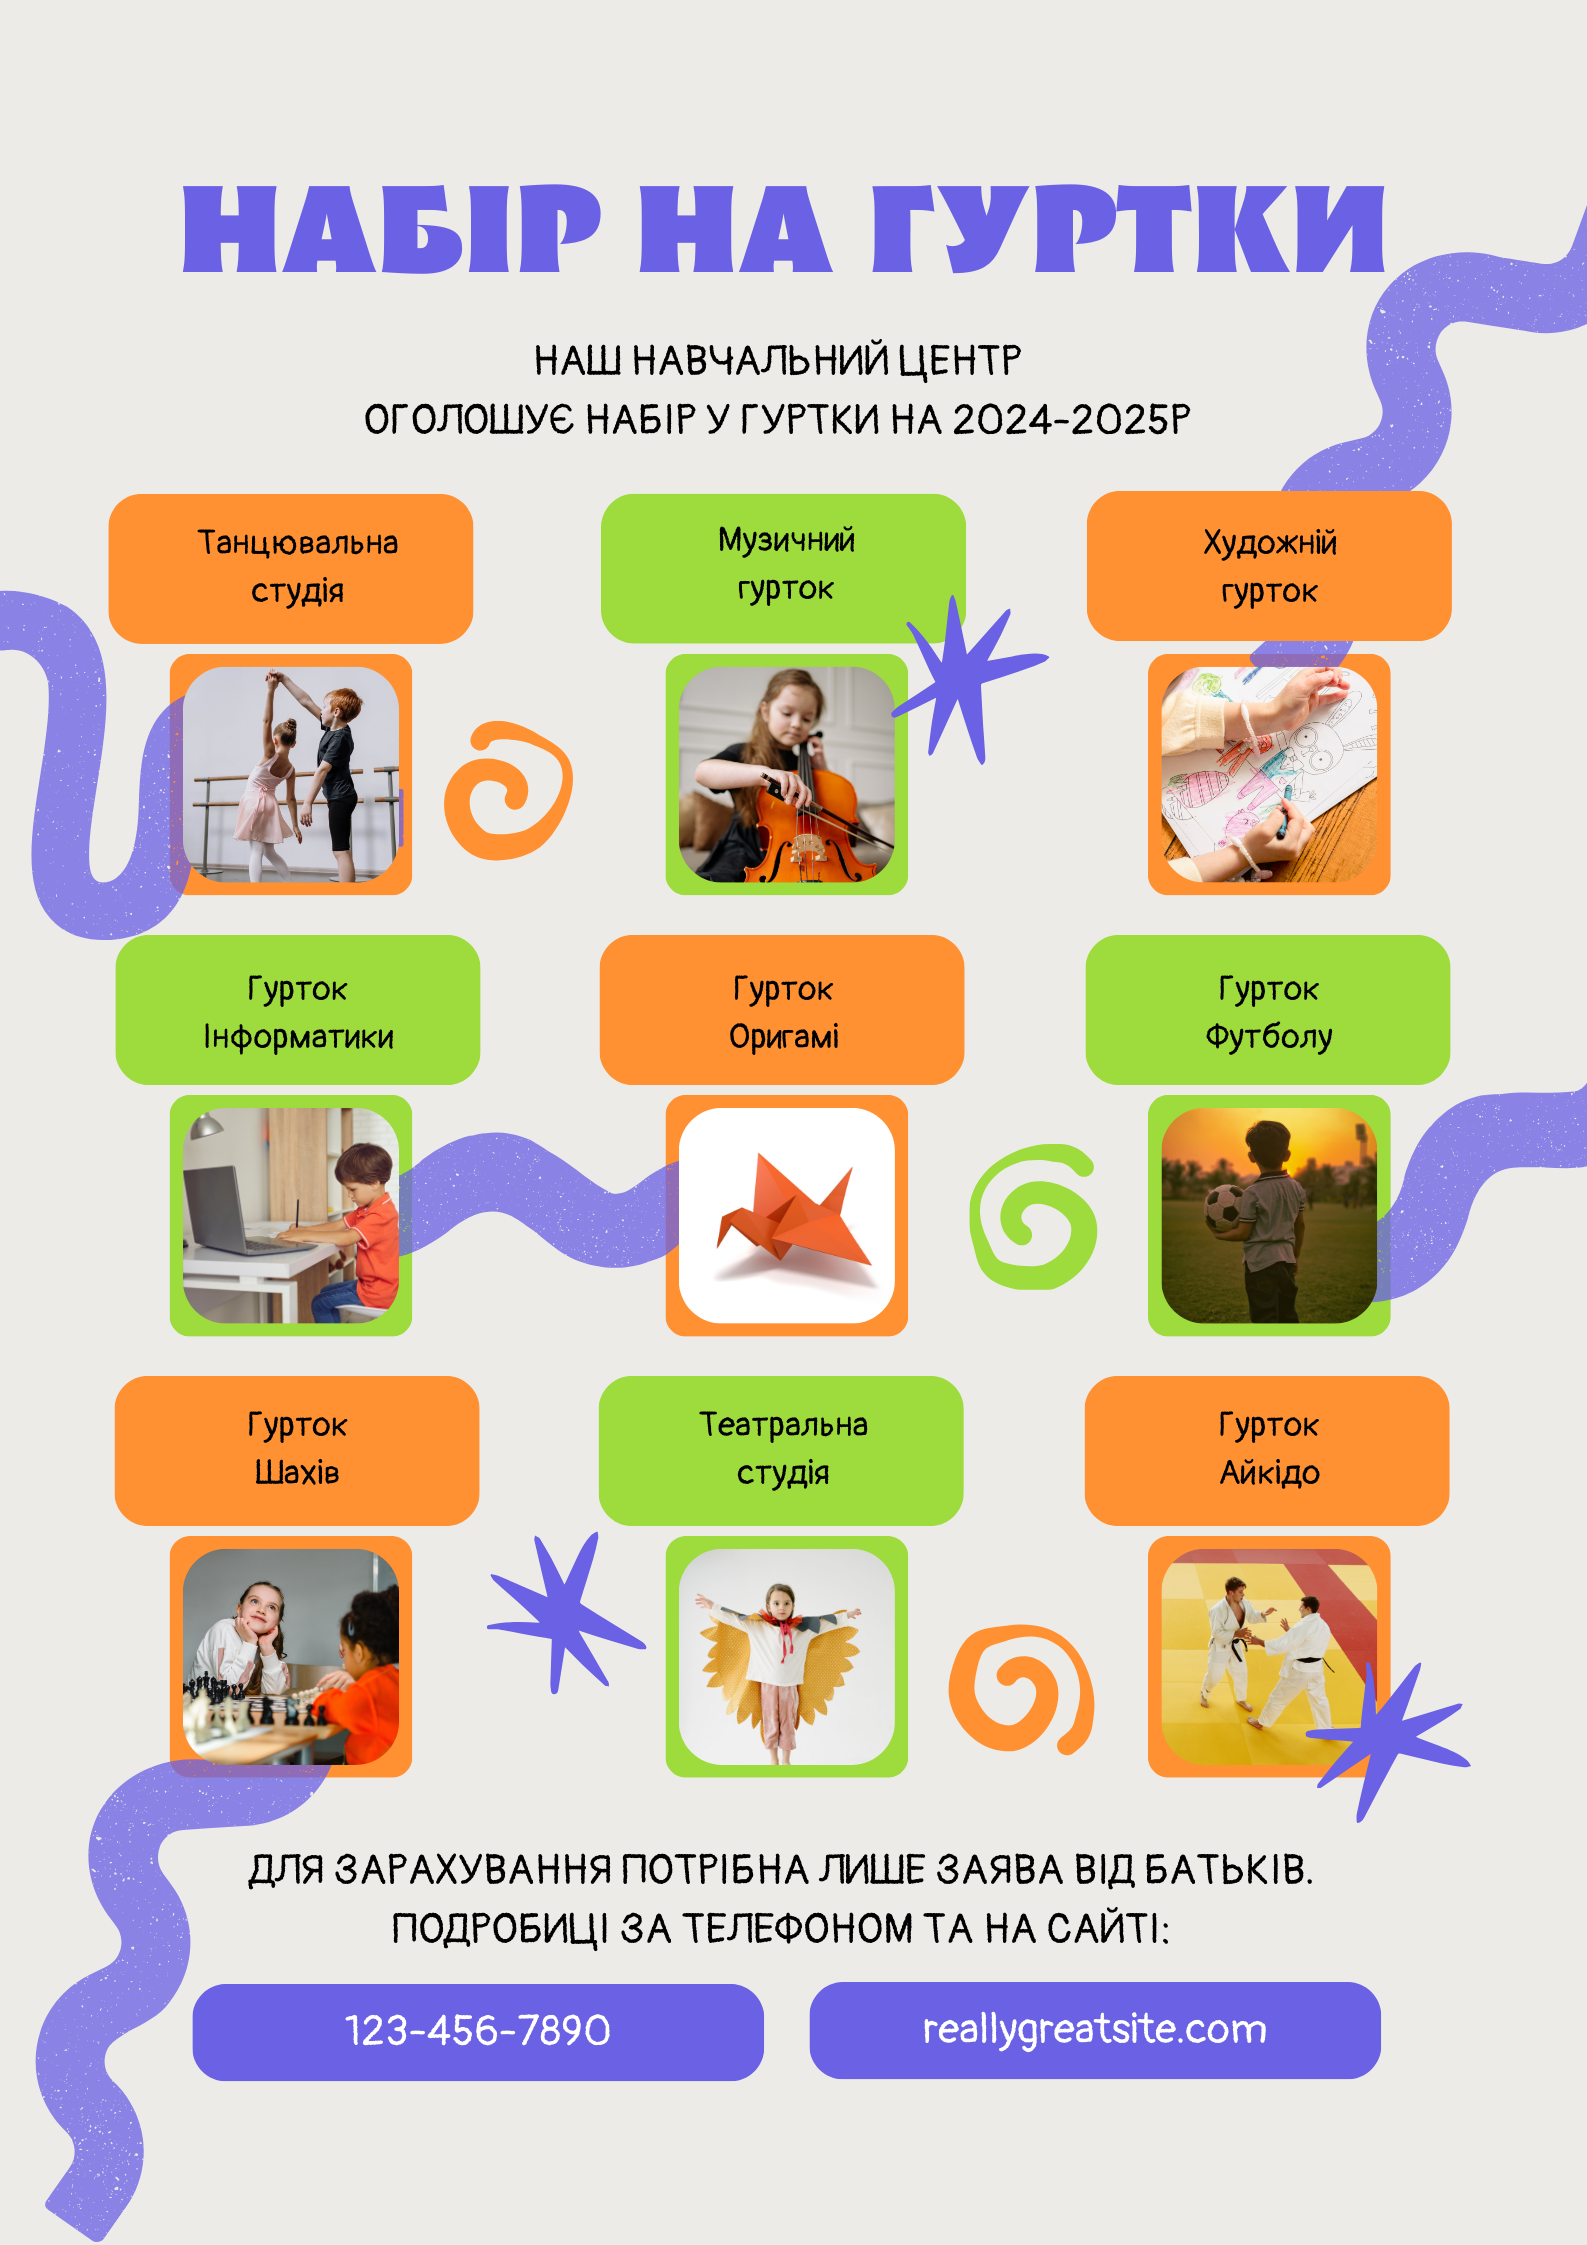 НАБІР НА ГУРТКИ
НАШ НАВЧАЛЬНИЙ ЦЕНТР
ОГОЛОШУЄ НАБІР У ГУРТКИ НА 2024-2025Р
Танцювальна
студія
Музичний
гурток
Художній
гурток
Гурток
Інформатики
Гурток
Оригамі
Гурток
Футболу
Гурток
Шахів
Театральна
студія
Гурток
Айкідо
ДЛЯ ЗАРАХУВАННЯ ПОТРІБНА ЛИШЕ ЗАЯВА ВІД БАТЬКІВ.
ПОДРОБИЦІ ЗА ТЕЛЕФОНОМ ТА НА САЙТІ:
123-456-7890
reallygreatsite.com